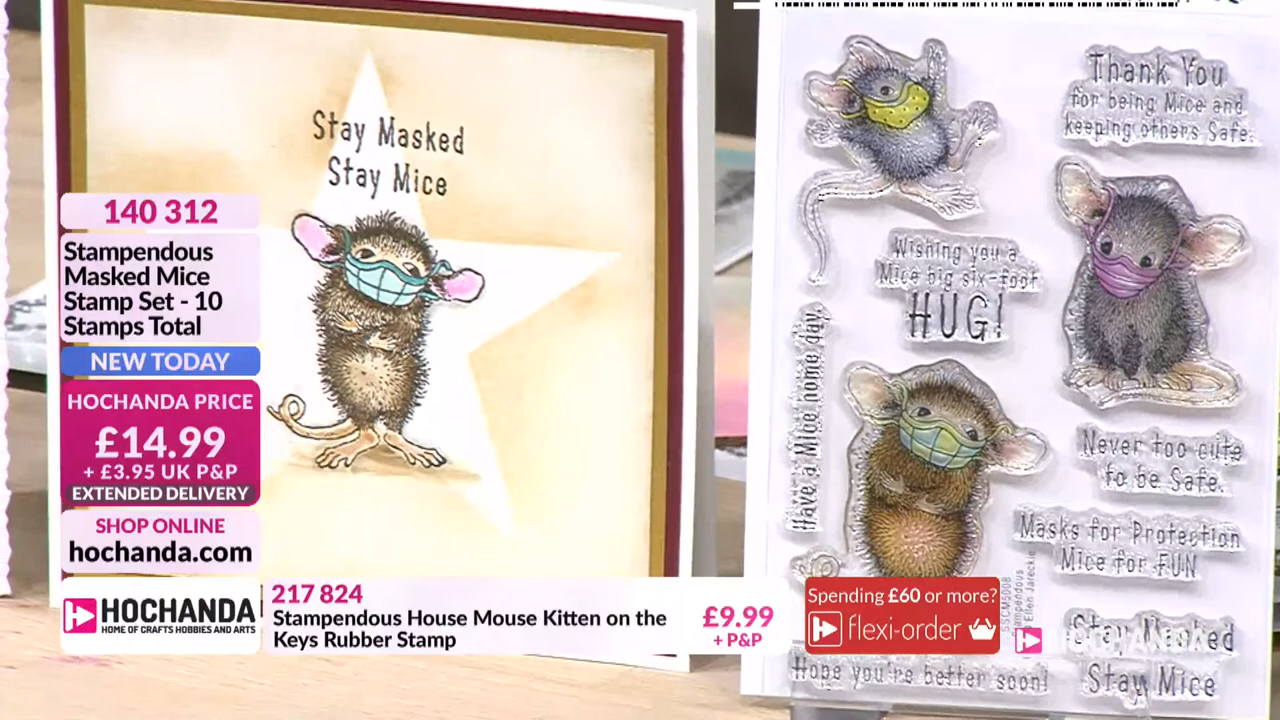 Stay Masked
Stay Mice
140 312
Stampendous
Masked Mice
Stamp Set - 10
Stamps Total
NEW TODAY
HOCHANDA PRICE
£14.99
+ £3.95 UK P&P
EXTENDED DELIVERY
SHOP ONLINE
hochanda.com
HOCHANDA
HOME OF CRAFTS HOBBIES AND ARTS
217 824
Stampendous House Mouse Kitten on the
Keys Rubber Stamp
£9.99
+ P&P
Spending £60 or more?
flexi-order
Thank You
for being Mice and
keeping others Safe.
Wishing you a
Mice big six-foot
HUG!
Have a Mice home day.
Never too cute
to be Safe.
Masks for Protection
Mice for FUN
SSCM5008
Stampendous
Ellen Jareckie
Stay Masked
Stay Mice
Hope you're better soon!
HOCHANDA